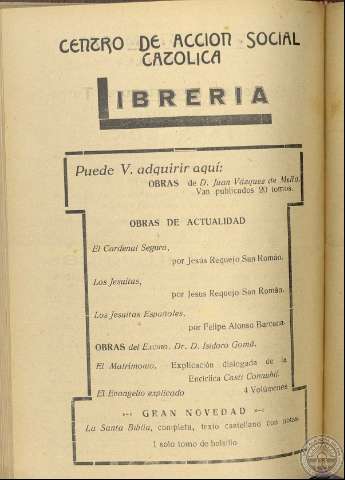 CENTRO DE ACCION SOCIAL
CATOLICA
LIBRERIA
Puede V. adquirir aquí:
OBRAS de D. Juan Vázquez de Mella.
Van publicados 20 tomos.
OBRAS DE ACTUALIDAD
El Cardenal Segura,
por Jesús Requejo San Román.
Los Jesuitas,
por Jesús Requejo San Román.
Los Jesuitas Españoles,
por Felipe Alonso Barcena.
OBRAS del Excmo. Dr. D. Isidoro Gomá.
El Matrimonio, Explicación dialogada de la
Encíclica Casti Connubii
El Evangelio explicado 4 Volúmenes
GRAN NOVEDAD
La Santa Biblia, completa, texto castellano con notas
1 solo tomo de bolsillo